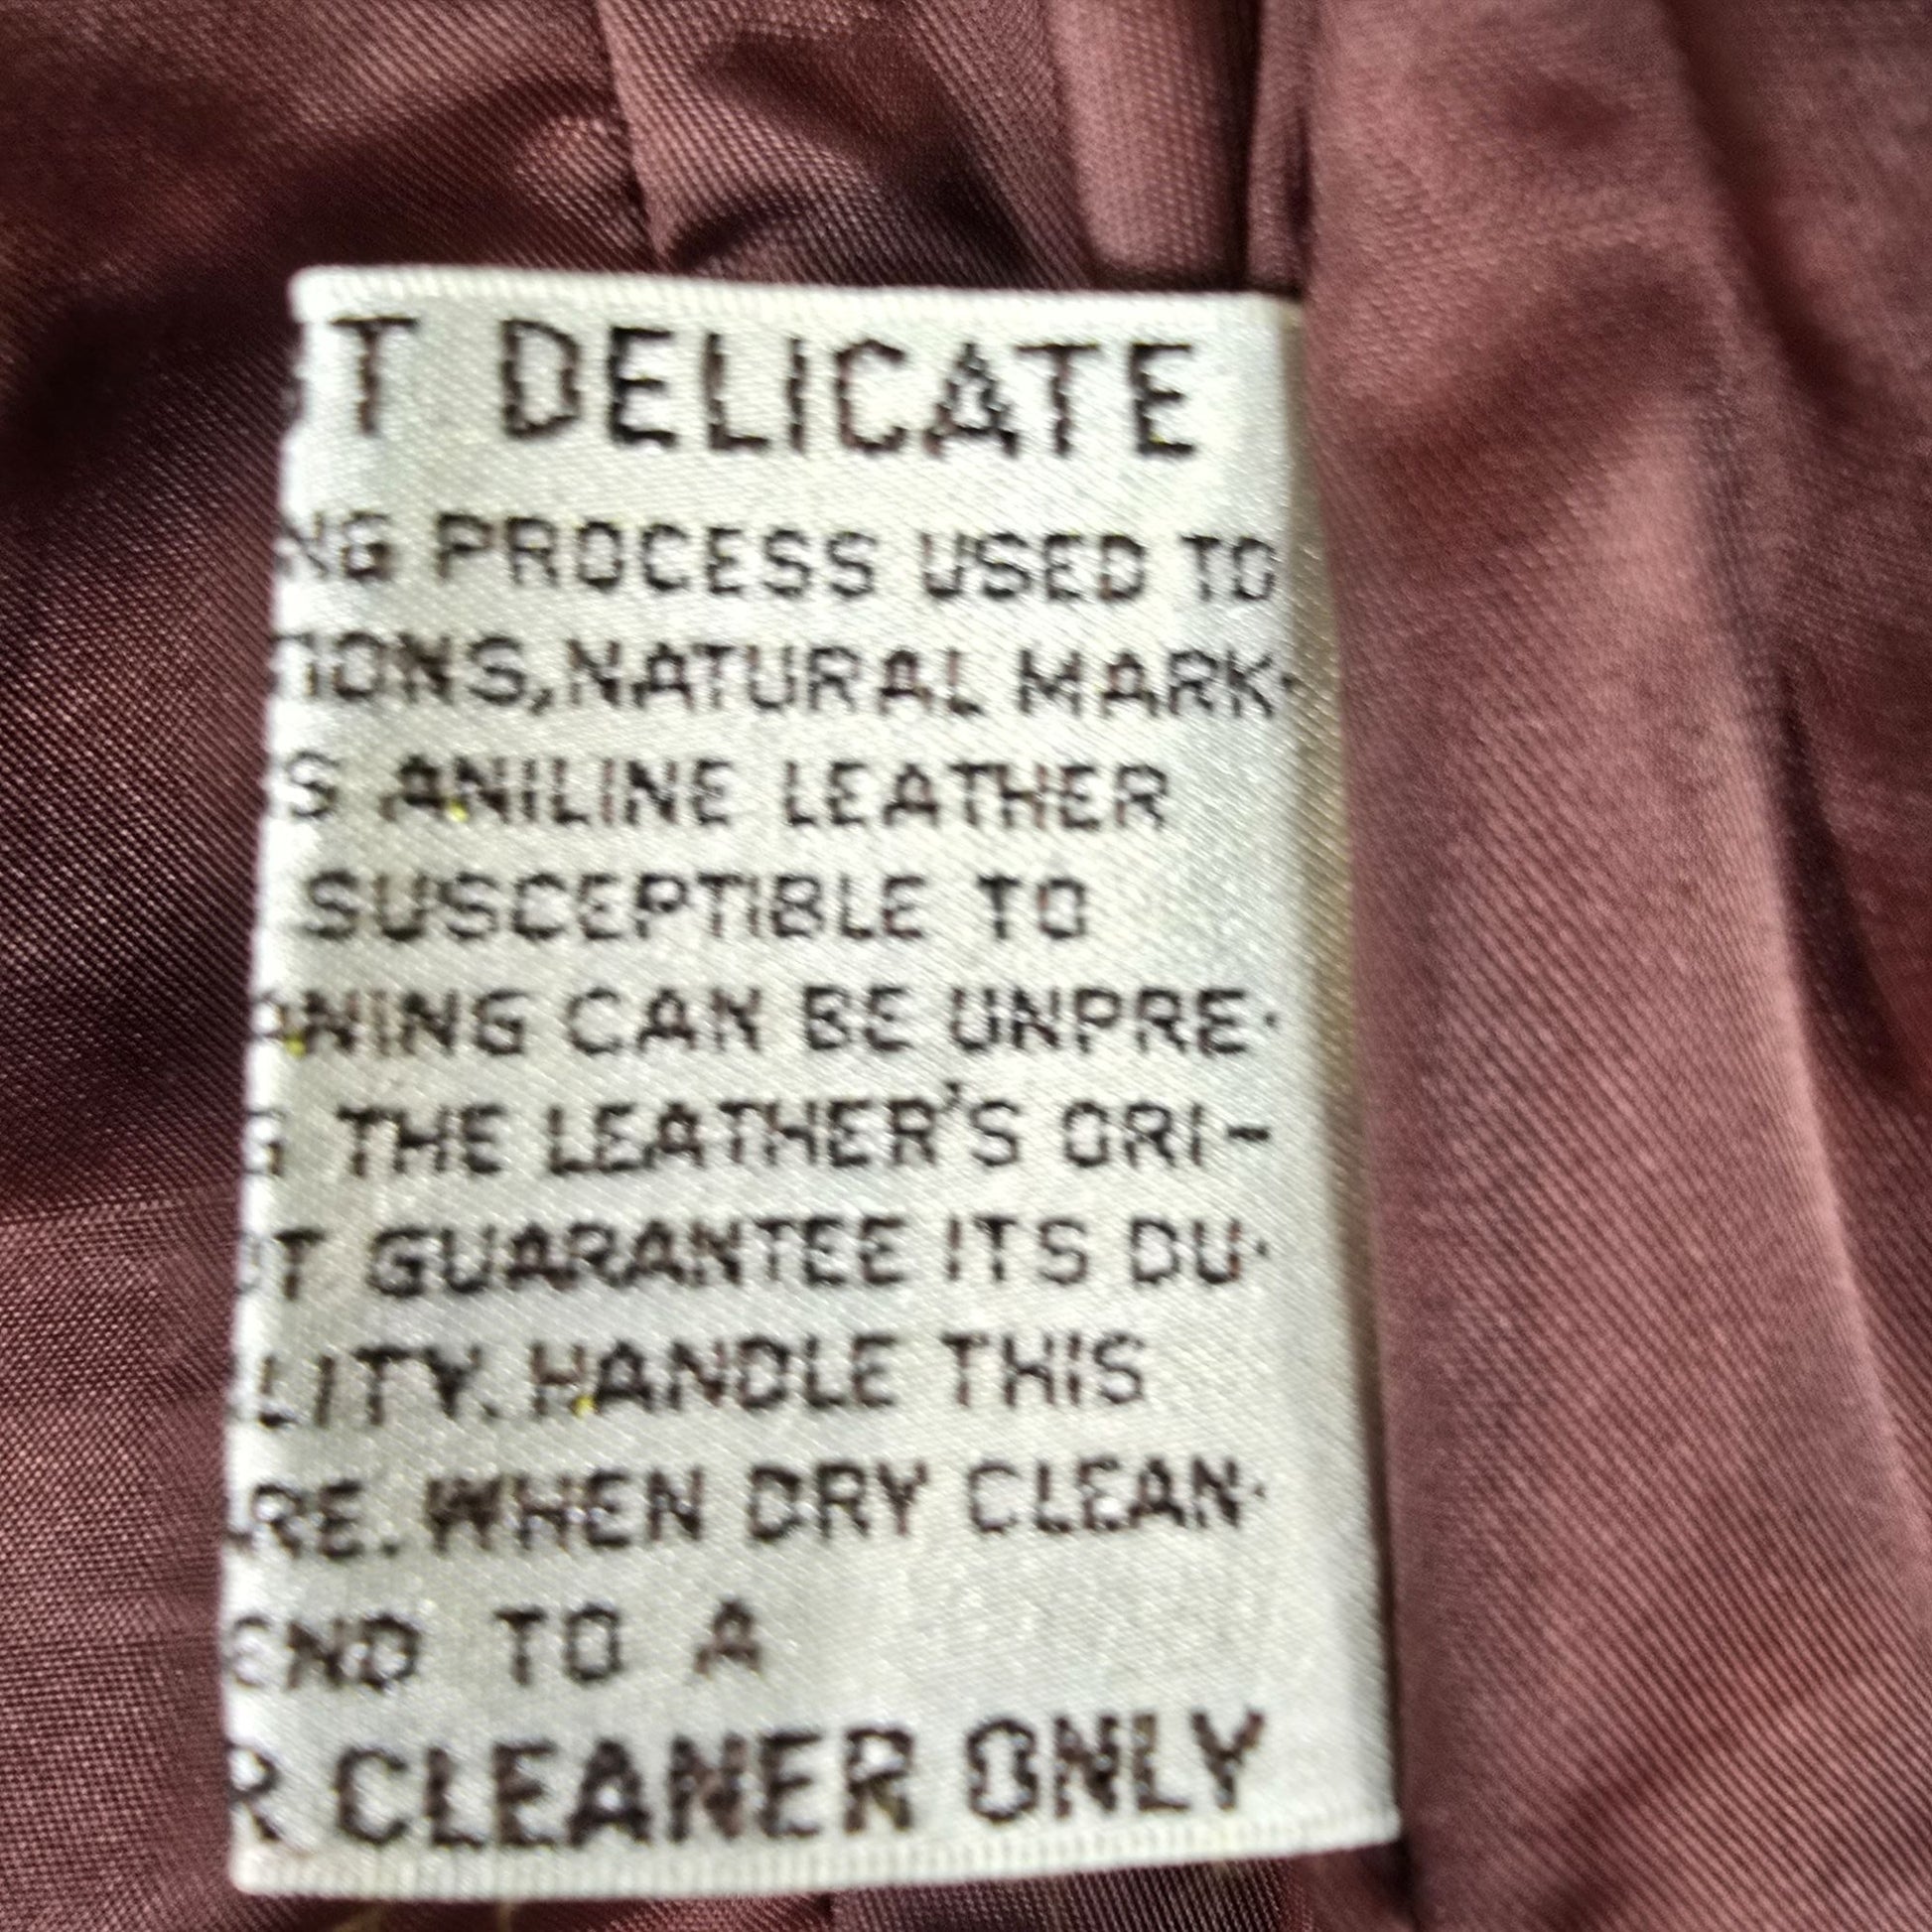 T DELICATE
NG PROCESS USED TO
IONS, NATURAL MARK-
S ANILINE LEATHER
SUSCEPTIBLE TO
ANING CAN BE UNPRE-
G THE LEATHER'S ORI-
T GUARANTEE ITS DU-
LITY. HANDLE THIS
RE. WHEN DRY CLEAN-
END TO A
R CLEANER ONLY